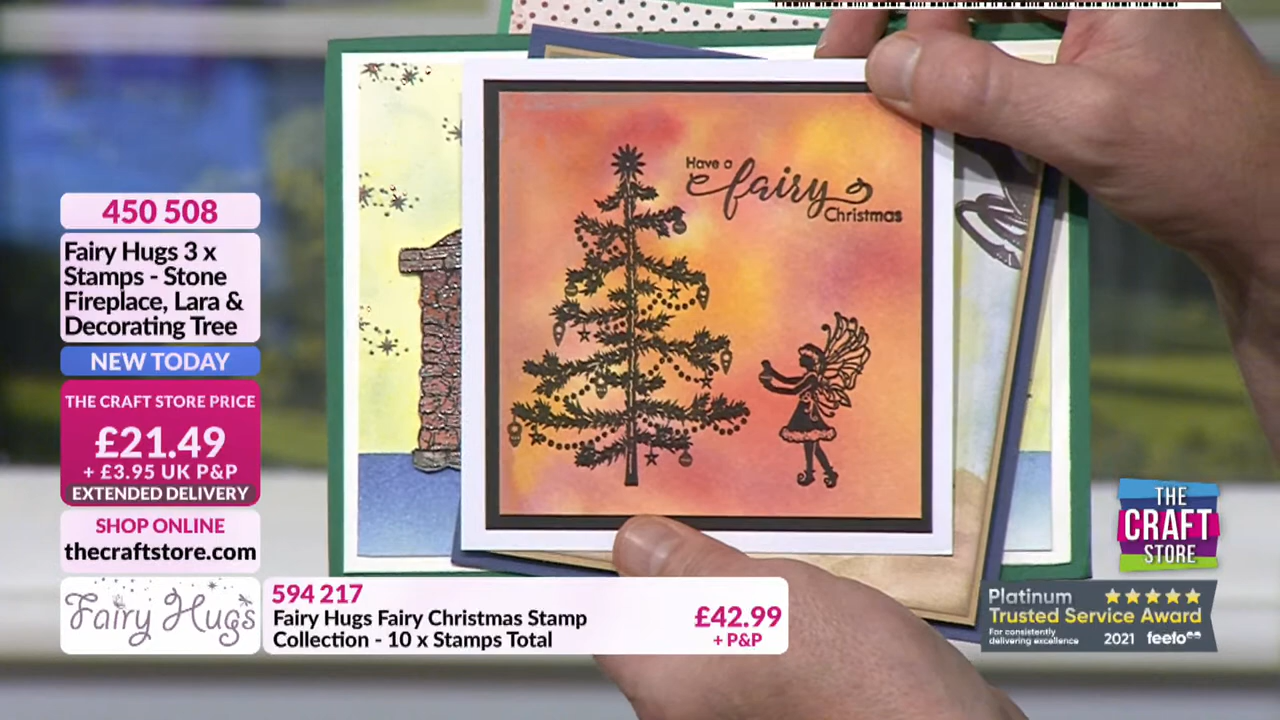 Have a
fairy
Christmas
450 508
Fairy Hugs 3 x
Stamps - Stone
Fireplace, Lara &
Decorating Tree
NEW TODAY
THE CRAFT STORE PRICE
£21.49
+ £3.95 UK P&P
EXTENDED DELIVERY
SHOP ONLINE
thecraftstore.com
Fairy Hugs
594 217
Fairy Hugs Fairy Christmas Stamp
Collection - 10 x Stamps Total
£42.99
+ P&P
THE
CRAFT
STORE
Platinum
Trusted Service Award
For consistently
delivering excellence
2021 feefo